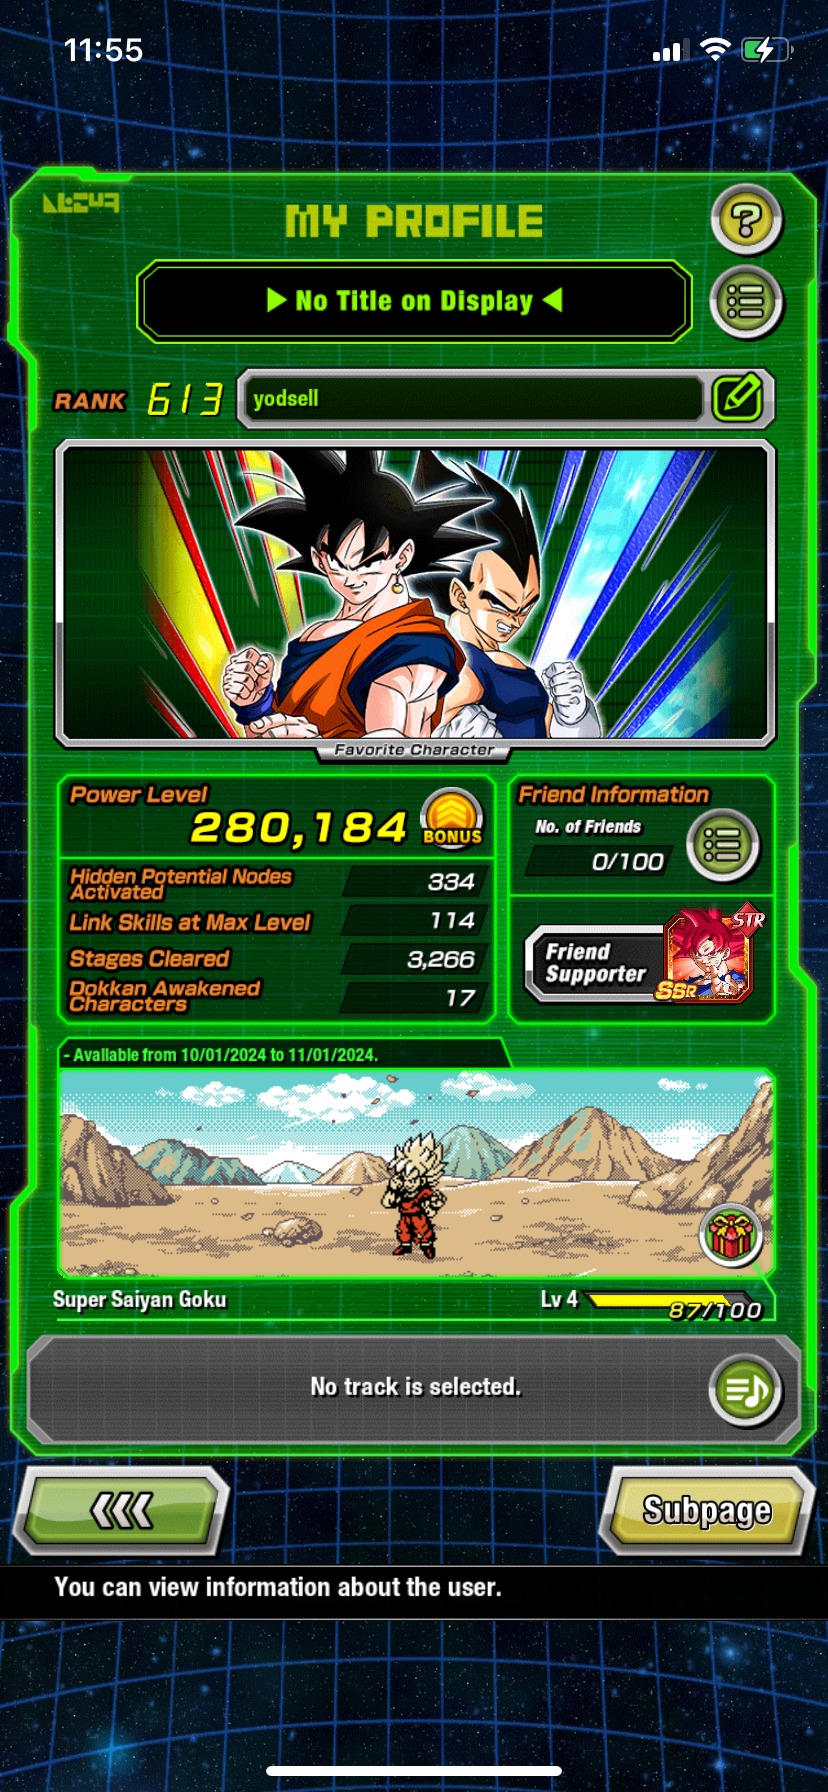 11:55
MY PROFILE
No Title on Display
RANK 613 yodsell
Favorite Character
Power Level
280,184
BONUS
Hidden Potential Nodes
Activated
334
Link Skills at Max Level 114
Stages Cleared 3,266
Dokkan Awakened
Characters
17
Friend Information
No. of Friends
0/100
Friend
Supporter
STR
SSR
- Available from 10/01/2024 to 11/01/2024.
Super Saiyan Goku Lv 4 87/100
No track is selected.
Subpage
You can view information about the user.